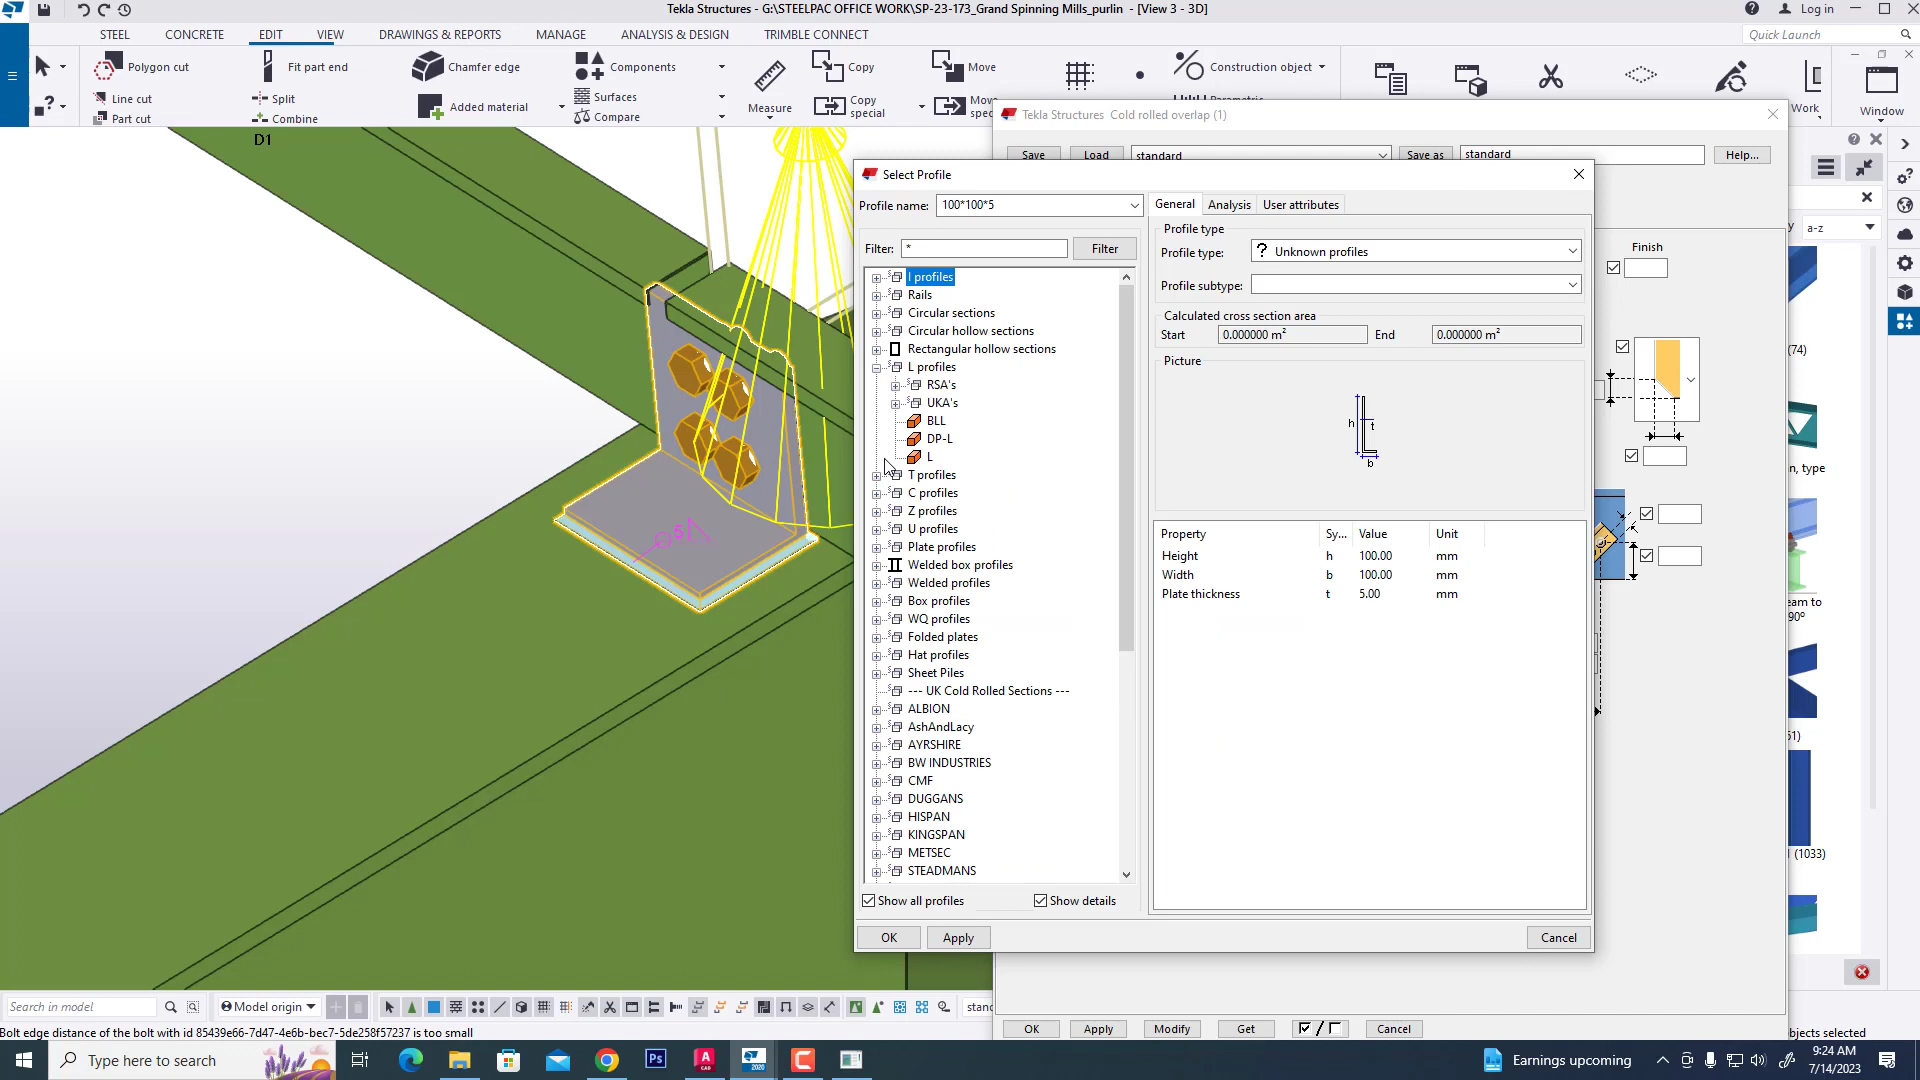 Tekla Structures - G:\STEELPAC OFFICE WORK\SP-23-173_Grand Spinning Mills_purlin - [View 3 - 3D]
Log in
STEEL
CONCRETE
EDIT
VIEW
DRAWINGS & REPORTS
MANAGE
ANALYSIS & DESIGN
TRIMBLE CONNECT
Quick Launch
Polygon cut
Fit part end
Chamfer edge
Components
Copy
Move
Construction object
Line cut
Split
Added material
Surfaces
Measure
Copy special
Move
Work
Window
Part cut
Combine
Compare
D1
Tekla Structures Cold rolled overlap (1)
Save
Load
standard
Save as
standard
Help...
Select Profile
Profile name:
100*100*5
Filter:
*
Filter
I profiles
Rails
Circular sections
Circular hollow sections
Rectangular hollow sections
L profiles
RSA's
UKA's
BLL
DP-L
L
T profiles
C profiles
Z profiles
U profiles
Plate profiles
Welded box profiles
Welded profiles
Box profiles
WQ profiles
Folded plates
Hat profiles
Sheet Piles
--- UK Cold Rolled Sections ---
ALBION
AshAndLacy
AYRSHIRE
BW INDUSTRIES
CMF
DUGGANS
HISPAN
KINGSPAN
METSEC
STEADMANS
Show all profiles
Show details
OK
Apply
Cancel
General
Analysis
User attributes
Profile type
Profile type:
? Unknown profiles
Profile subtype:
Calculated cross section area
Start
0.000000 m²
End
0.000000 m²
Picture
h
t
b
Property Sy... Value Unit
Height h 100.00 mm
Width b 100.00 mm
Plate thickness t 5.00 mm
Finish
a-z
(74)
n, type
eam to
90°
51)
(1033)
OK
Apply
Modify
Get
/
Cancel
Search in model
Model origin
stand
Bolt edge distance of the bolt with id 85439e66-7d47-4e6b-bec7-5de258f57237 is too small
bjects selected
Type here to search
Ps
A
CAD
2020
Earnings upcoming
9:24 AM
7/14/2023